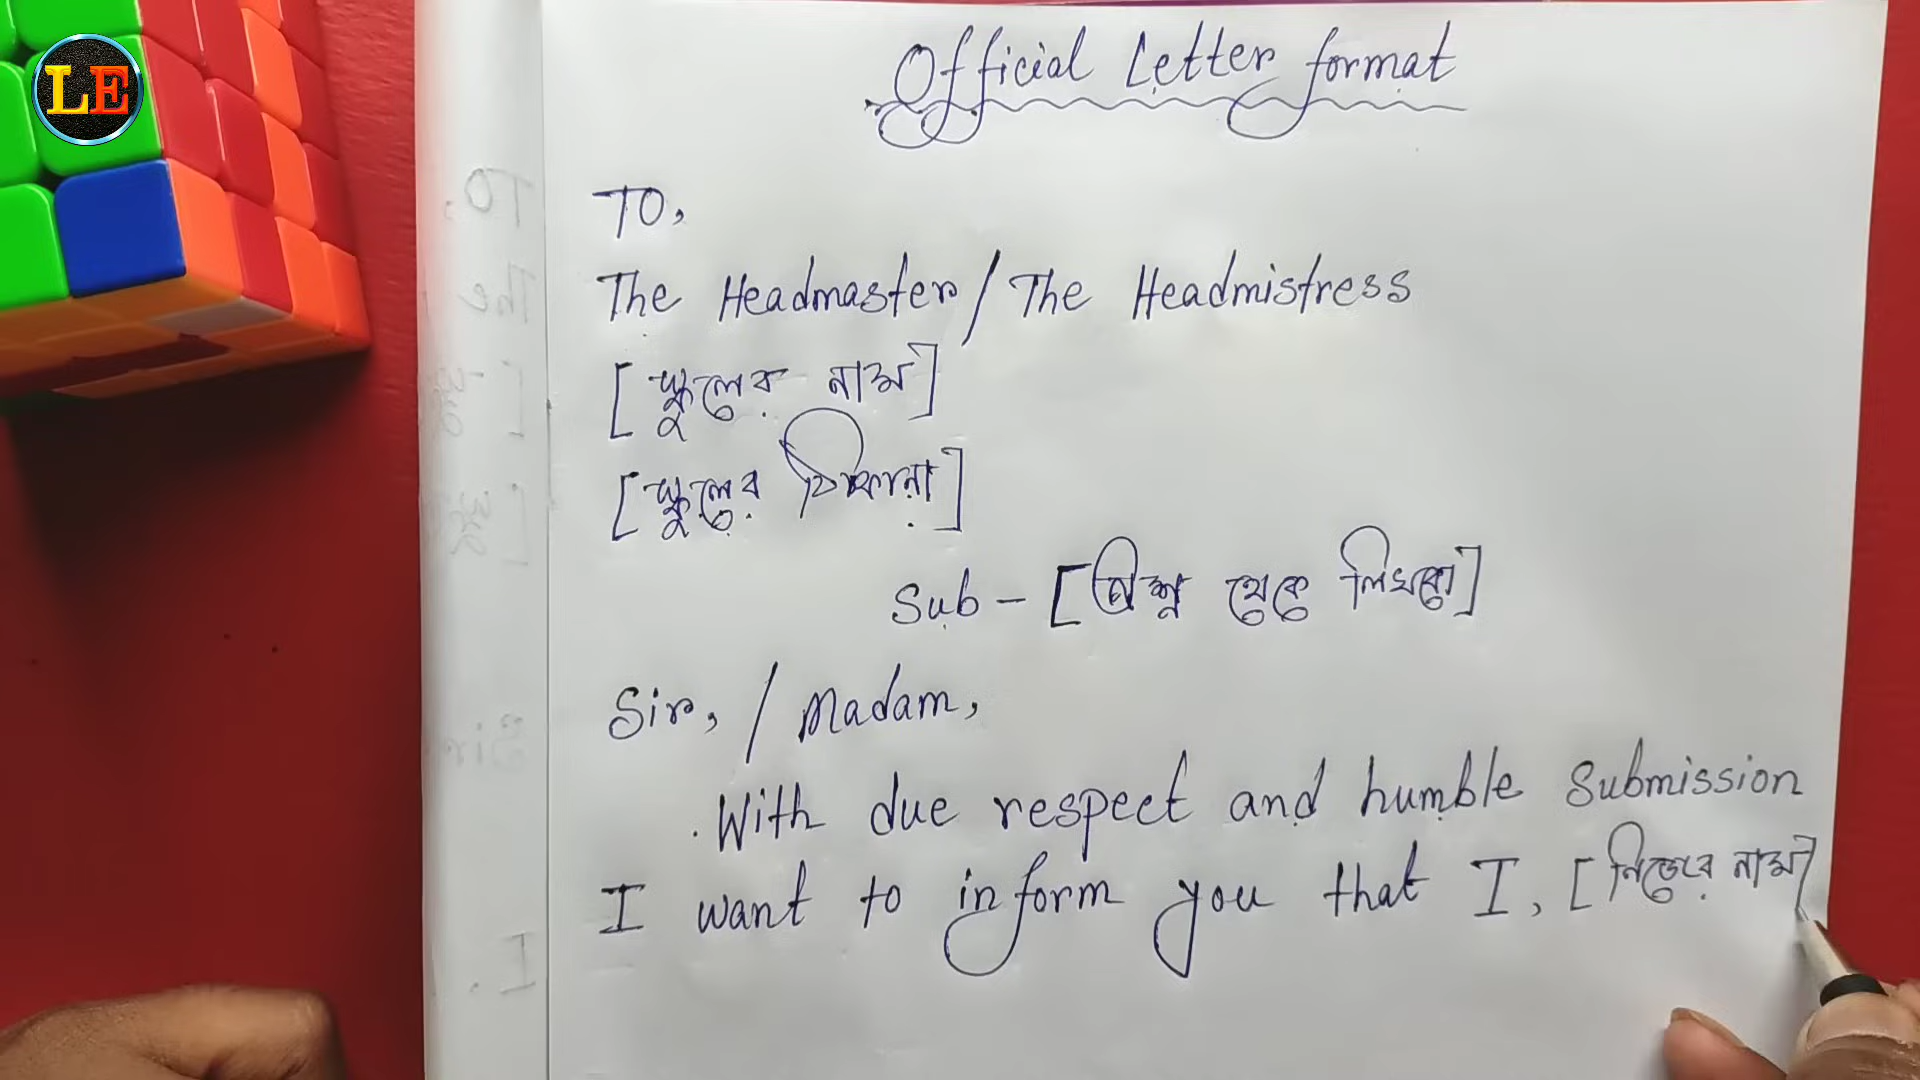 LE
Official Letter format
TO,
The Headmaster / The Headmistress
[স্কুলের নাম]
[স্কুলের ঠিকানা]
Sub - [প্রশ্ন থেকে লিখবো]
Sir, / Madam,
With due respect and humble Submission
I want to inform you that I, [নিজের নাম]